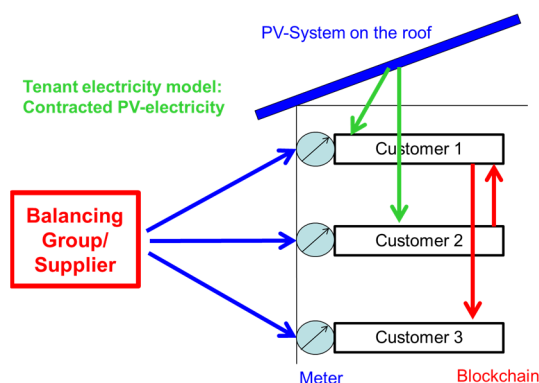 PV-System on the roof
Tenant electricity model:
Contracted PV-electricity
Customer 1
Balancing
Group/
Supplier
Customer 2
Customer 3
Meter
Blockchain